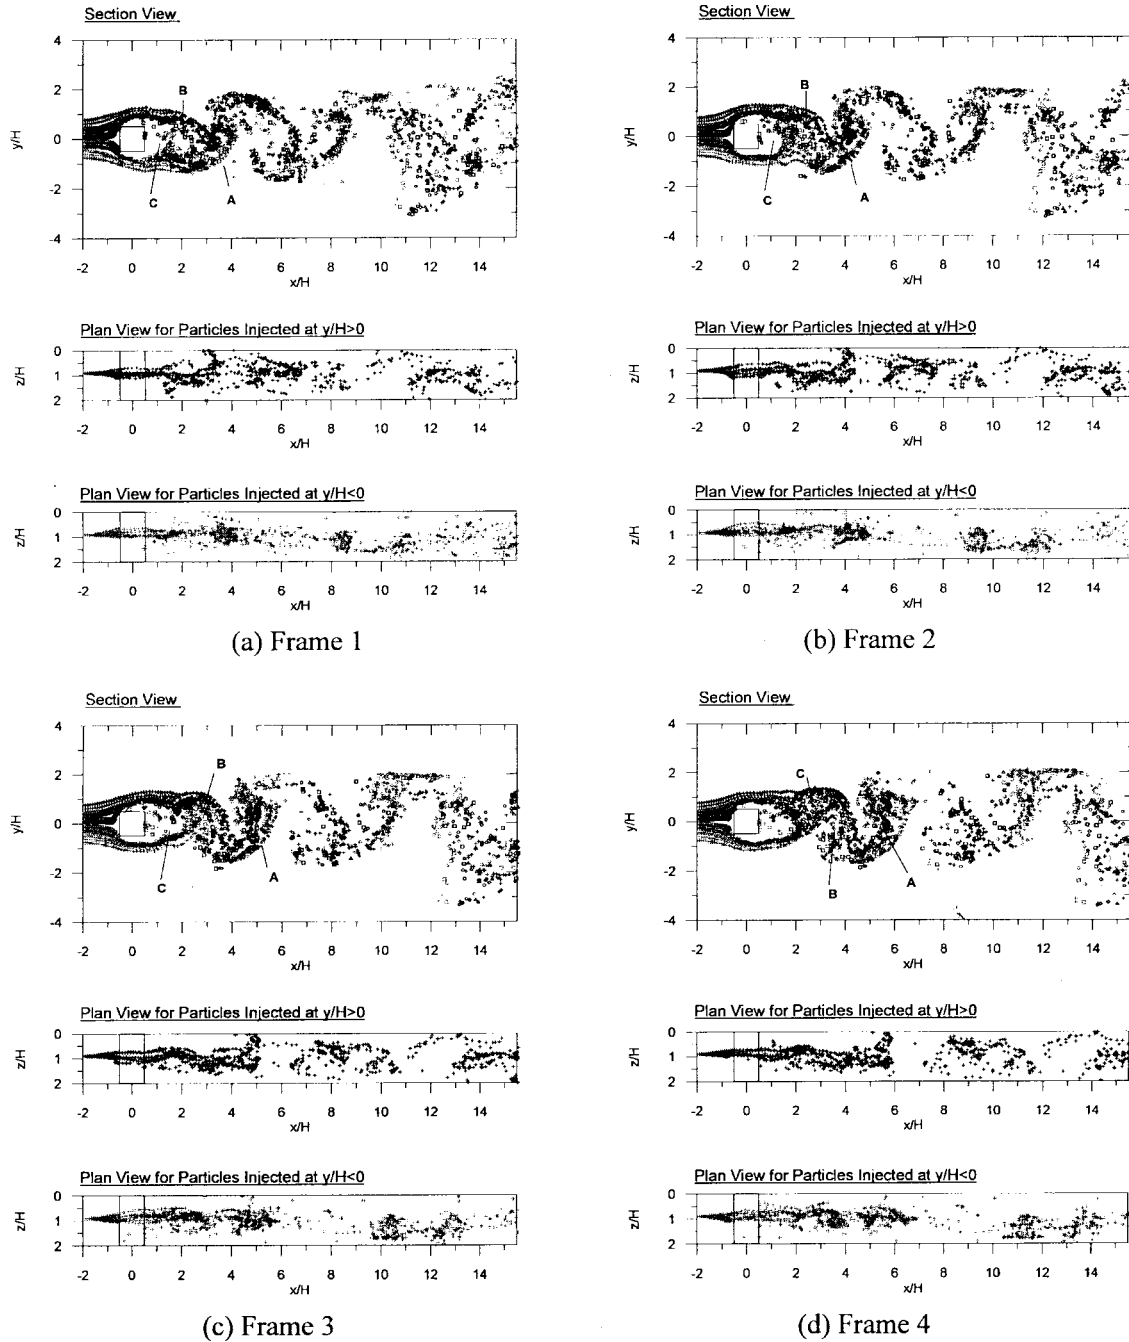 Section View
4
2
0
-2
-4
y/H
B
C
A
-2 0 2 4 6 8 10 12 14
x/H
Plan View for Particles Injected at y/H>0
0
1
2
z/H
-2 0 2 4 6 8 10 12 14
x/H
Plan View for Particles Injected at y/H<0
0
1
2
z/H
-2 0 2 4 6 8 10 12 14
x/H
(a) Frame 1
Section View
4
2
0
-2
-4
y/H
B
C
A
-2 0 2 4 6 8 10 12 14
x/H
Plan View for Particles Injected at y/H>0
0
1
2
z/H
-2 0 2 4 6 8 10 12 14
x/H
Plan View for Particles Injected at y/H<0
0
1
2
z/H
-2 0 2 4 6 8 10 12 14
x/H
(b) Frame 2
Section View
4
2
0
-2
-4
y/H
B
C
A
-2 0 2 4 6 8 10 12 14
x/H
Plan View for Particles Injected at y/H>0
0
1
2
z/H
-2 0 2 4 6 8 10 12 14
x/H
Plan View for Particles Injected at y/H<0
0
1
2
z/H
-2 0 2 4 6 8 10 12 14
x/H
(c) Frame 3
Section View
4
2
0
-2
-4
y/H
C
B
A
-2 0 2 4 6 8 10 12 14
x/H
Plan View for Particles Injected at y/H>0
0
1
2
z/H
-2 0 2 4 6 8 10 12 14
x/H
Plan View for Particles Injected at y/H<0
0
1
2
z/H
-2 0 2 4 6 8 10 12 14
x/H
(d) Frame 4